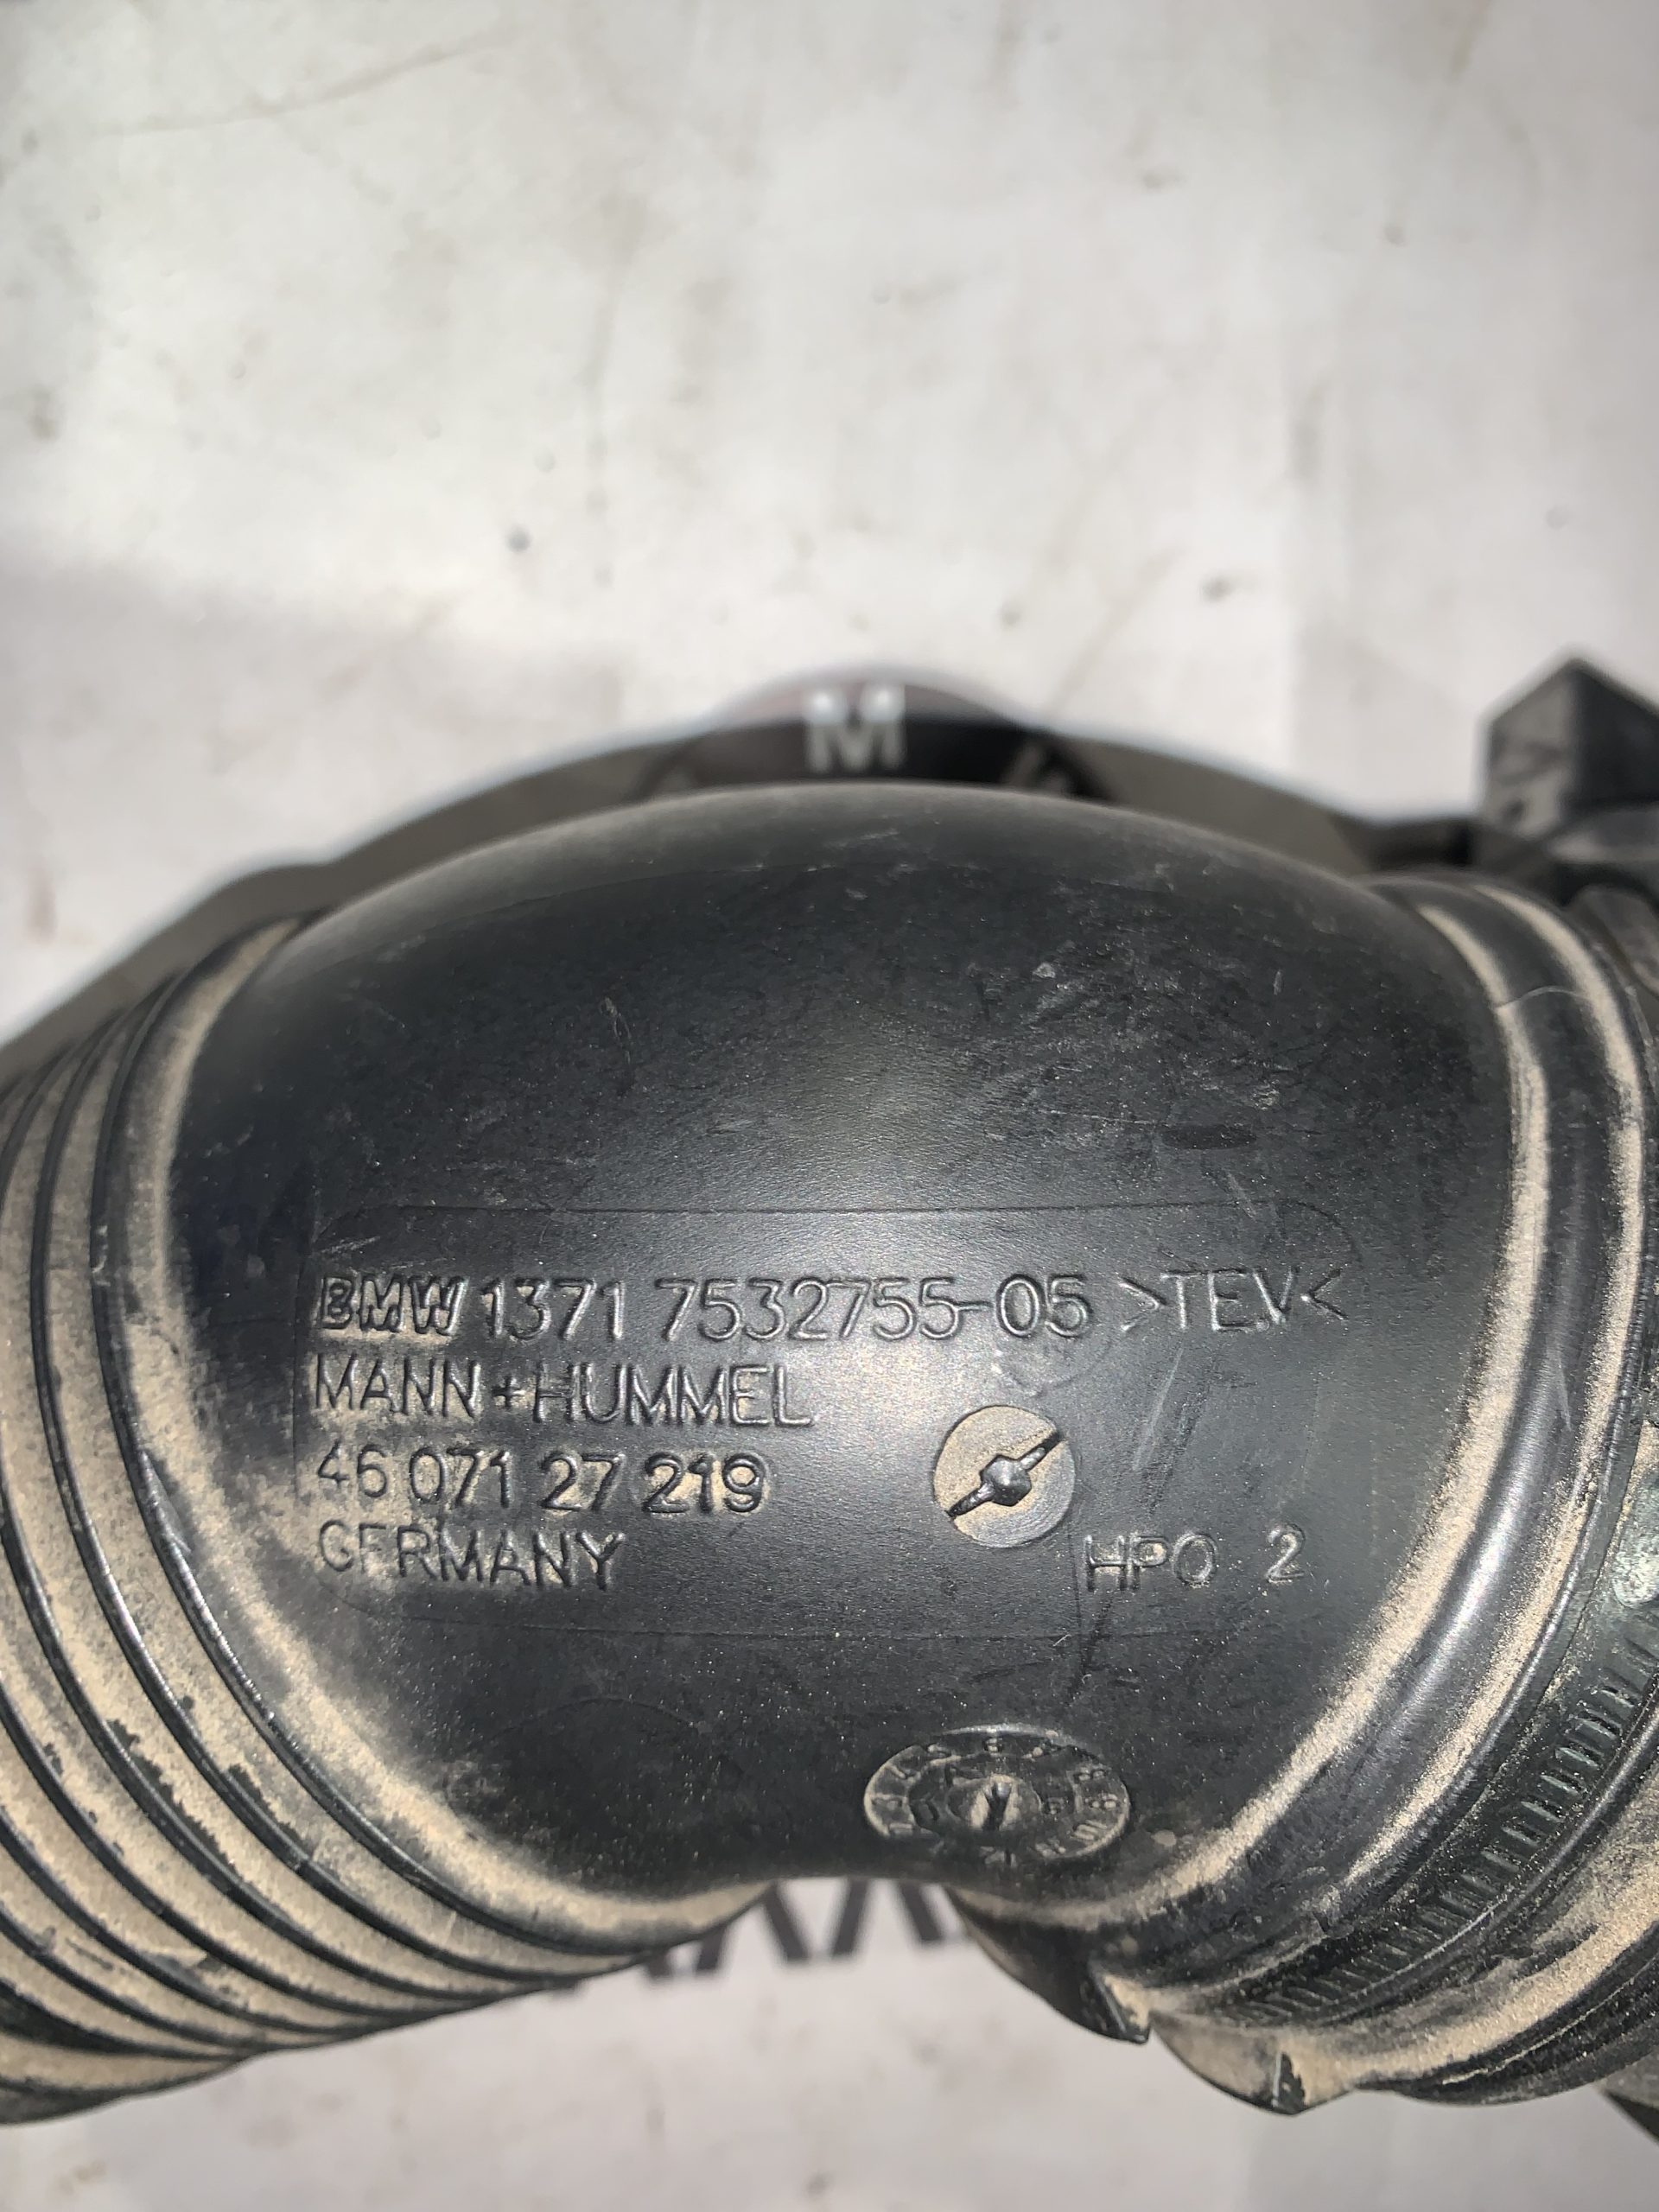 M
BMW 1371 7532755-05 >TEV<
MANN+HUMMEL
46 071 27 219
GERMANY
HPO 2